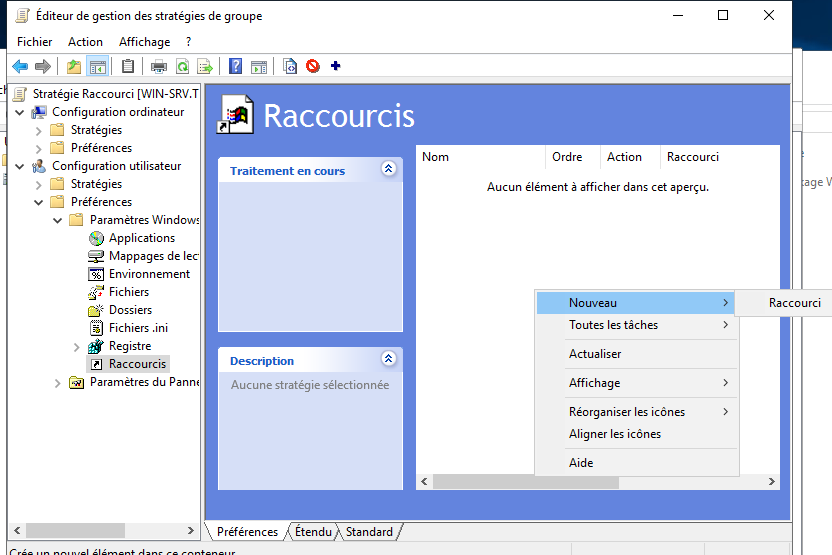 Éditeur de gestion des stratégies de groupe
Fichier Action Affichage ?
Stratégie Raccourci [WIN-SRV.T
Configuration ordinateur
Stratégies
Préférences
Configuration utilisateur
Stratégies
Préférences
Paramètres Windows
Applications
Mappages de lec
Environnement
Fichiers
Dossiers
Fichiers .ini
Registre
Raccourcis
Paramètres du Panne
Raccourcis
Traitement en cours
Description
Aucune stratégie sélectionnée
Nom Ordre Action Raccourci
Aucun élément à afficher dans cet aperçu.
Nouveau
Raccourci
Toutes les tâches
Actualiser
Affichage
Réorganiser les icônes
Aligner les icônes
Aide
Préférences Étendu Standard
Crée un nouvel élément dans ce conteneur